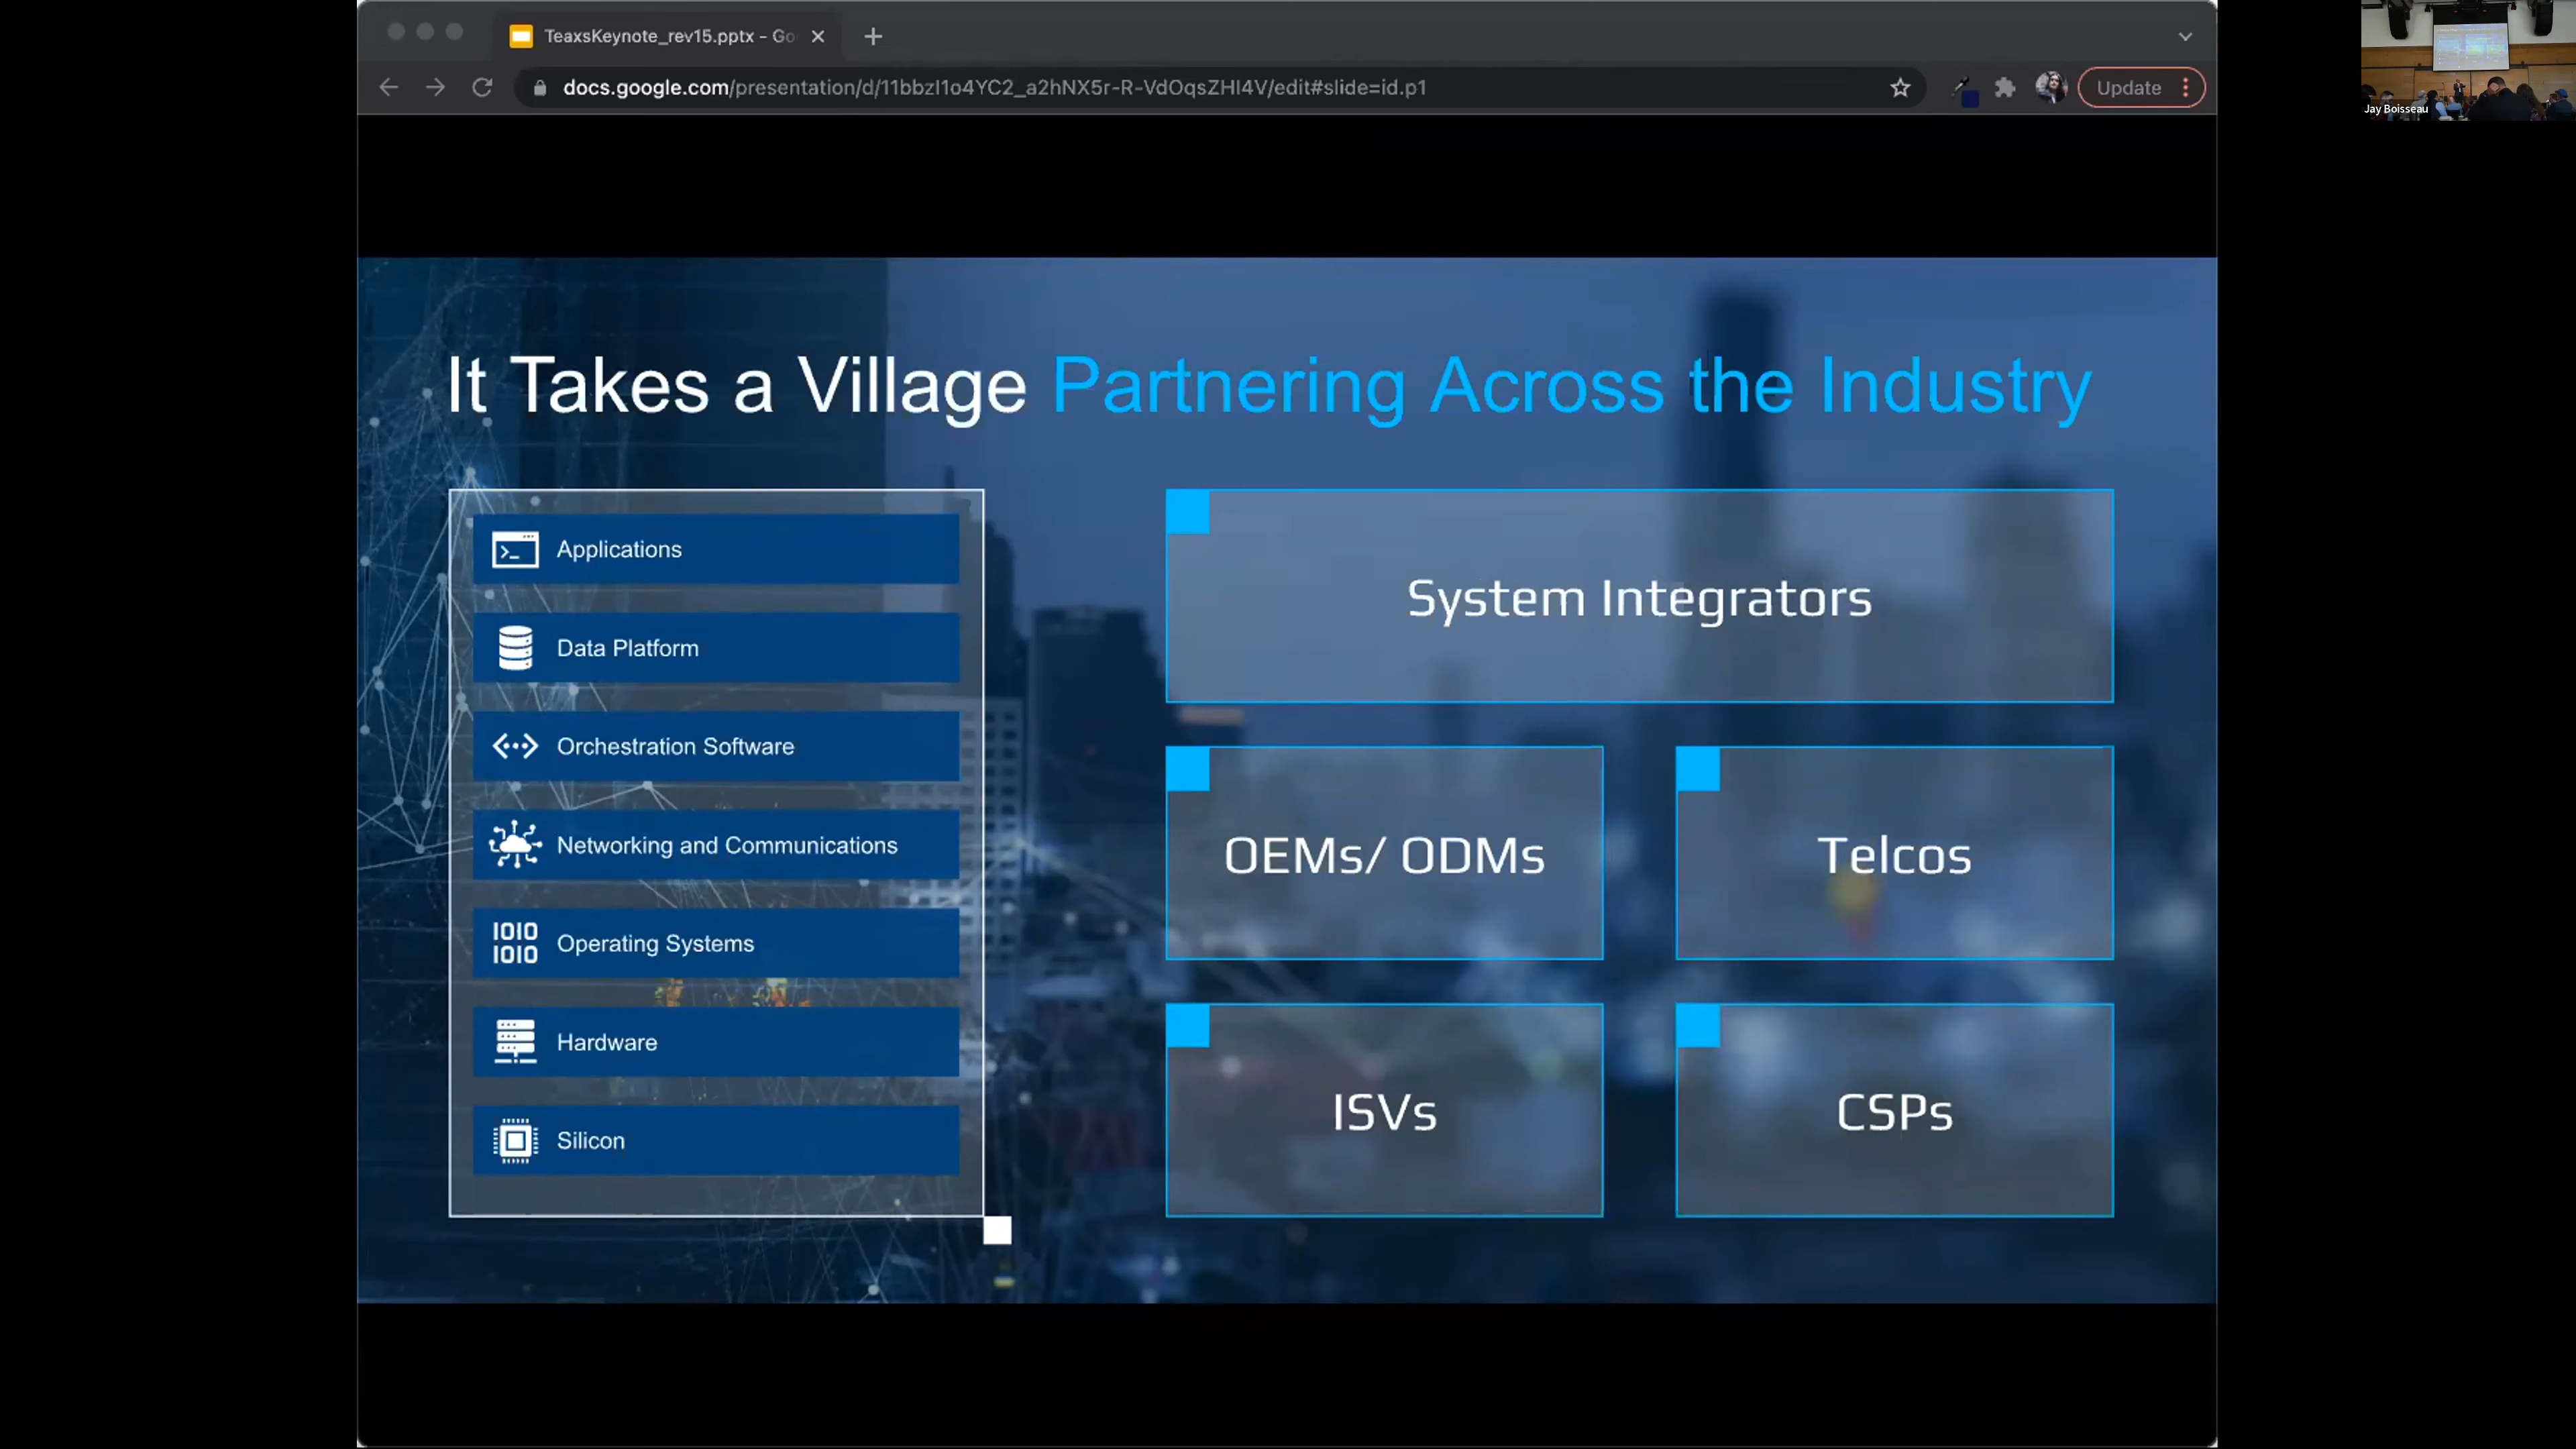 TeaxsKeynote_rev15.pptx - Go
docs.google.com/presentation/d/11bbzI1o4YC2_a2hNX5r-R-VdOqsZHI4V/edit#slide=id.p1
Update
Jay Boisseau
It Takes a Village Partnering Across the Industry
Applications
Data Platform
Orchestration Software
Networking and Communications
Operating Systems
Hardware
Silicon
System Integrators
OEMs/ ODMs
Telcos
ISVs
CSPs